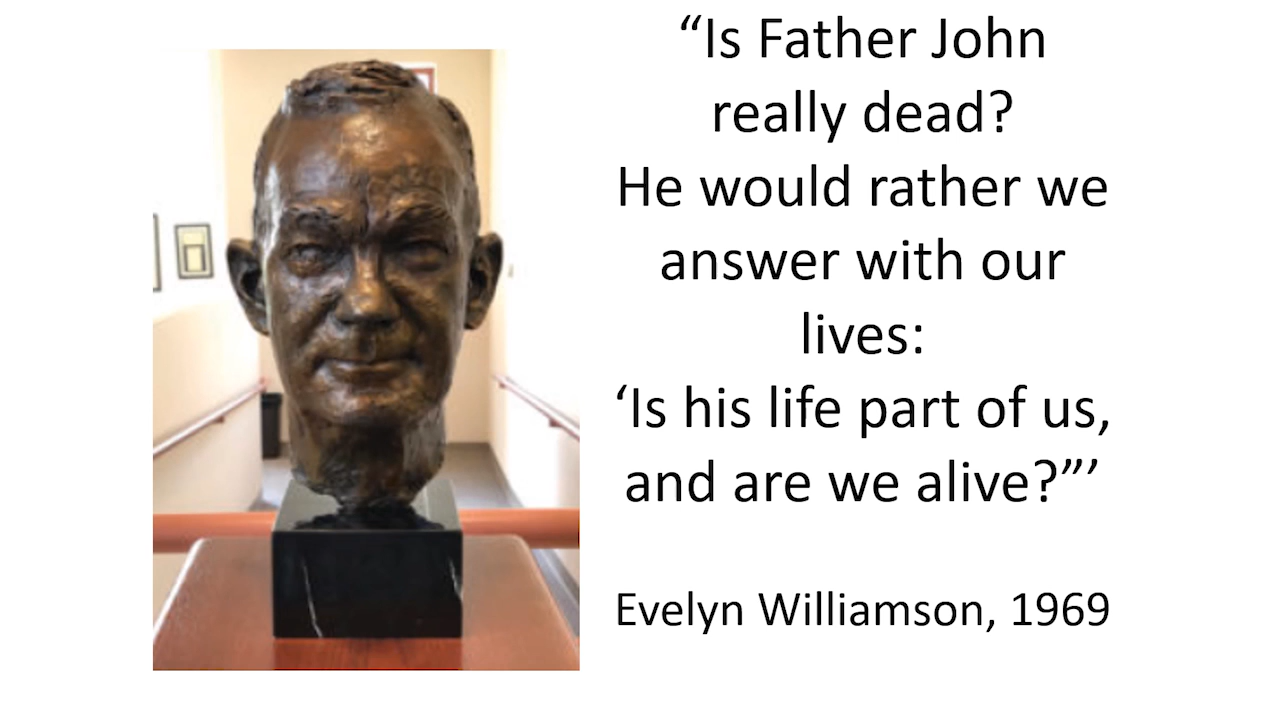 “Is Father John
really dead?
He would rather we
answer with our
lives:
‘Is his life part of us,
and are we alive?”’
Evelyn Williamson, 1969